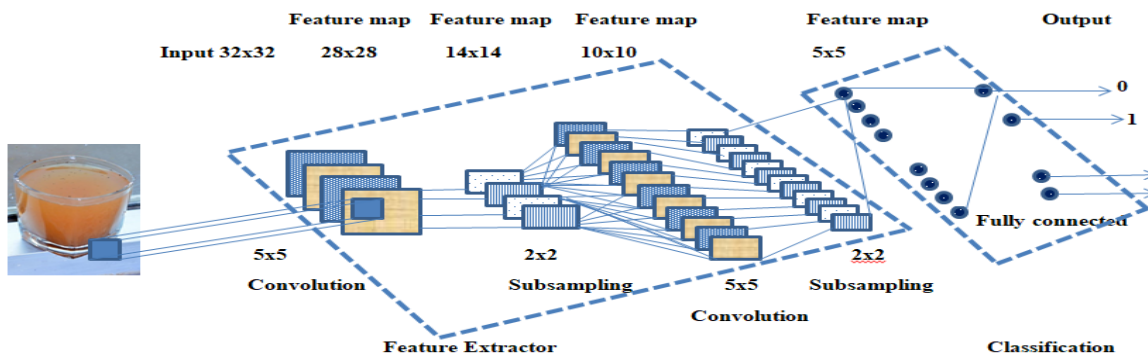 Feature map Feature map Feature map Feature map Output
Input 32x32 28x28 14x14 10x10 5x5
0
1
Fully connected
5x5 2x2 2x2
Convolution Subsampling 5x5 Subsampling
Convolution
Feature Extractor Classification